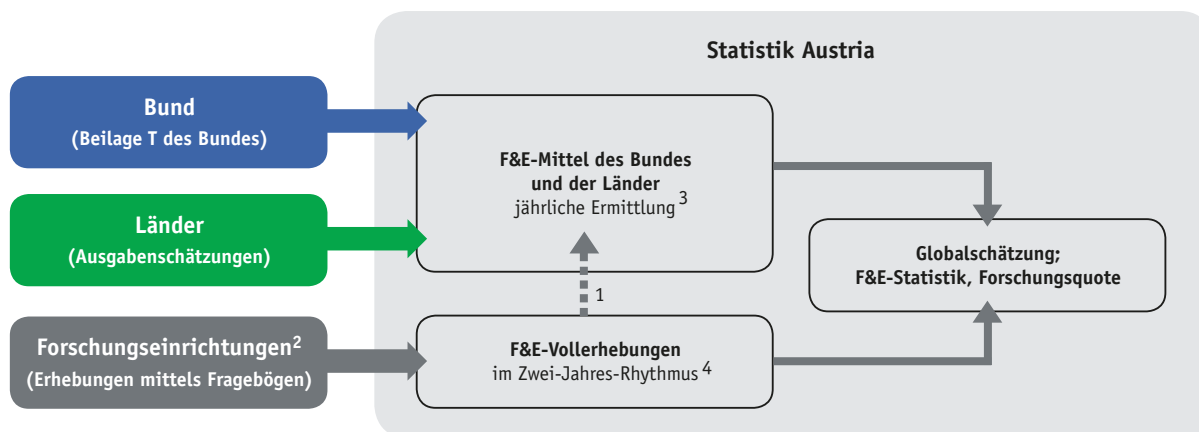 Statistik Austria
Bund
(Beilage T des Bundes)
F&E-Mittel des Bundes
und der Länder
jährliche Ermittlung 3
Länder
(Ausgabenschätzungen)
Globalschätzung;
F&E-Statistik, Forschungsquote
1
Forschungseinrichtungen2
(Erhebungen mittels Fragebögen)
F&E-Vollerhebungen
im Zwei-Jahres-Rhythmus 4